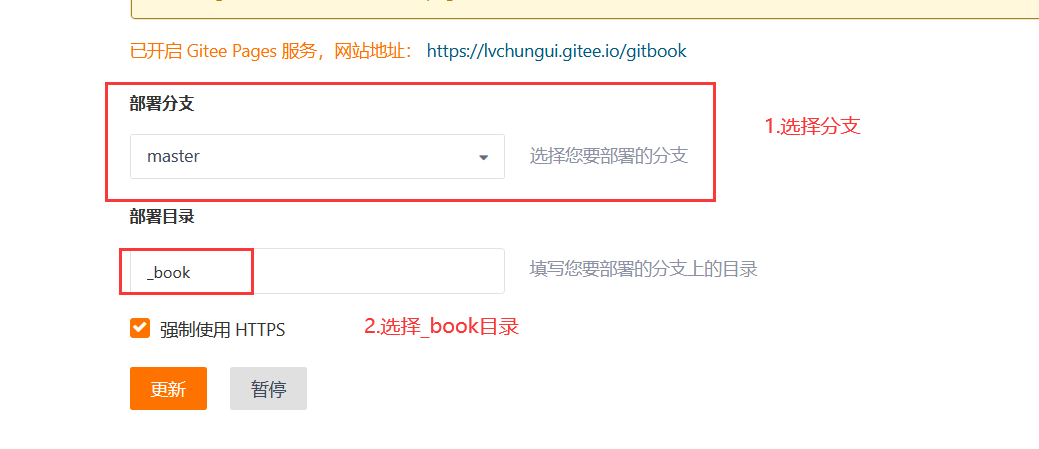 已开启 Gitee Pages 服务，网站地址： https://lvchungui.gitee.io/gitbook
部署分支
1.选择分支
master
选择您要部署的分支
部署目录
_book
填写您要部署的分支上的目录
强制使用 HTTPS
2.选择_book目录
更新
暂停